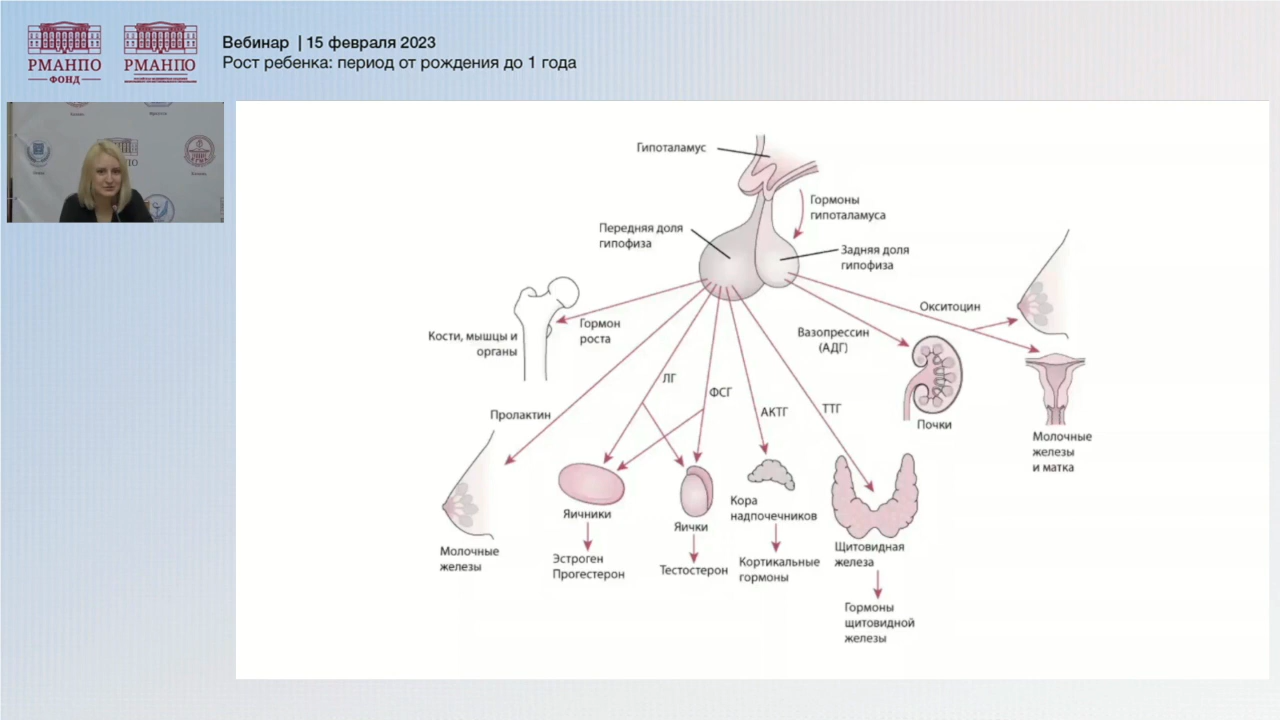 РМАНПО
ФОНД
РМАНПО
Вебинар | 15 февраля 2023
Рост ребенка: период от рождения до 1 года
Гипоталамус
Гормоны
гипоталамуса
Передняя доля
гипофиза
Задняя доля
гипофиза
Окситоцин
Гормон
роста
Вазопрессин
(АДГ)
Кости, мышцы и
органы
ЛГ
ФСГ
АКТГ
ТТГ
Пролактин
Почки
Молочные
железы
и матка
Яичники
Яички
Кора
надпочечников
Щитовидная
железа
Молочные
железы
Эстроген
Прогестерон
Тестостерон
Кортикальные
гормоны
Гормоны
щитовидной
железы